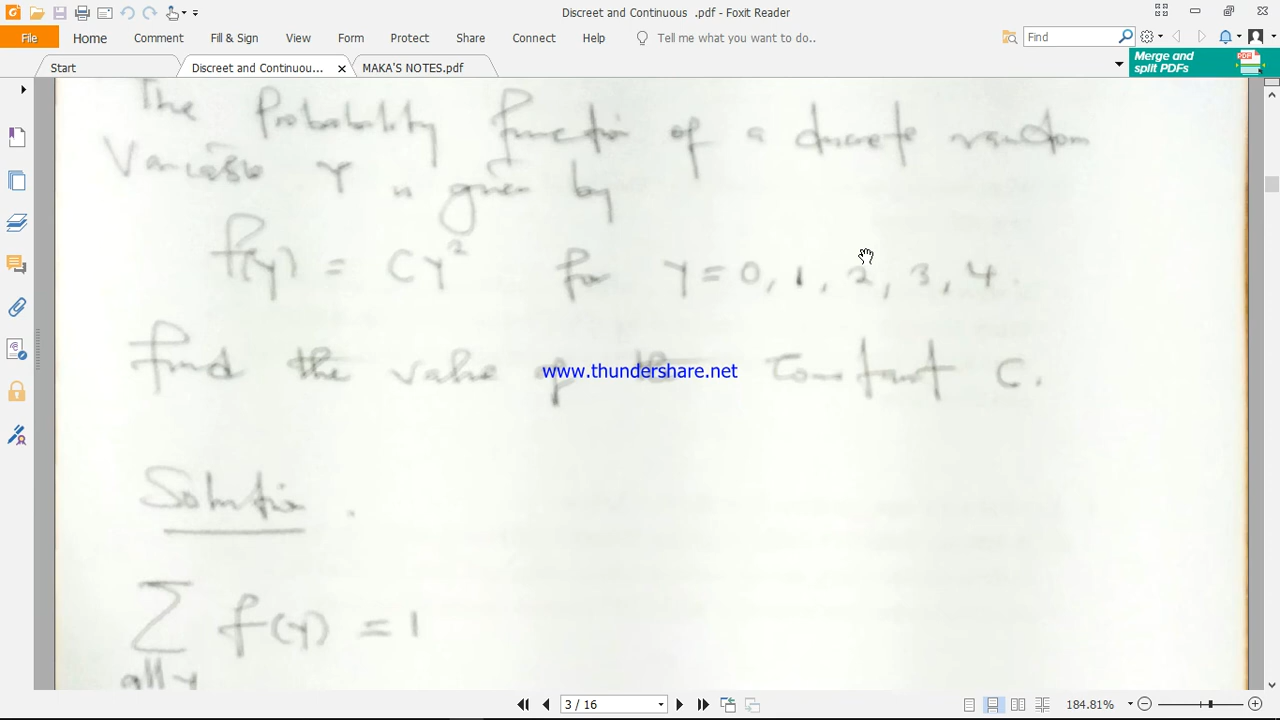 Discreet and Continuous .pdf - Foxit Reader
File Home Comment Fill & Sign View Form Protect Share Connect Help Tell me what you want to do.. Find
Start Discreet and Continuou... MAKA'S NOTES.pdf Merge and
split PDFs
The Probability function of a discrete random
Variable Y is given by
f(y) = CY² for Y = 0, 1, 2, 3, 4.
find the value of the Constant C.
www.thundershare.net
Solution.
∑ f(y) = 1
all y
3 / 16 184.81%